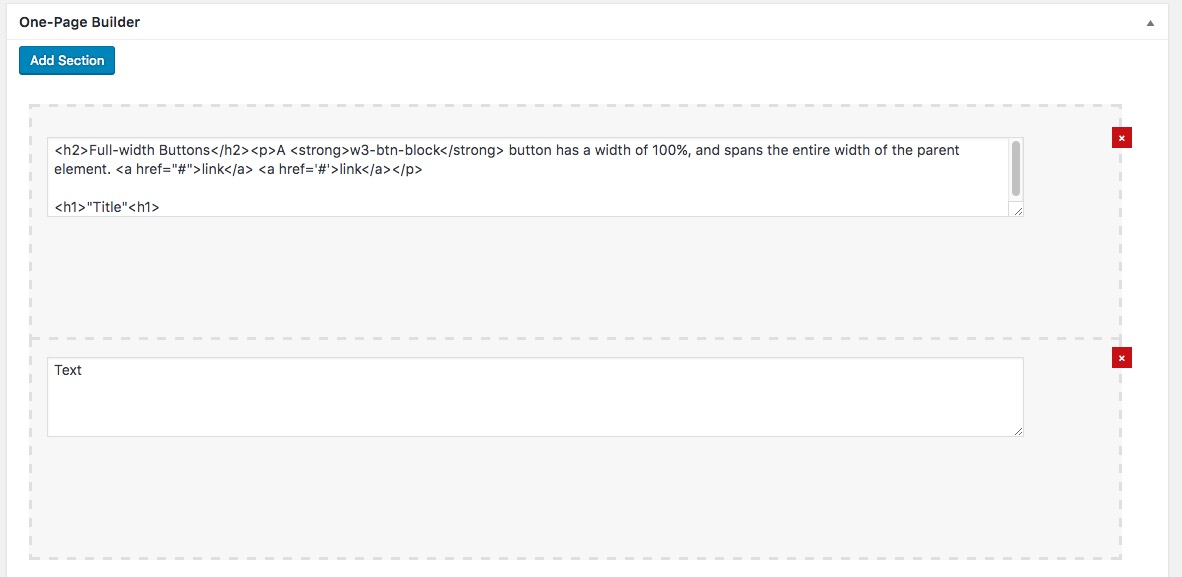 One-Page Builder
Add Section
<h2>Full-width Buttons</h2><p>A <strong>w3-btn-block</strong> button has a width of 100%, and spans the entire width of the parent
element. <a href="#">link</a> <a href='#'>link</a></p>
<h1>"Title"<h1>
Text